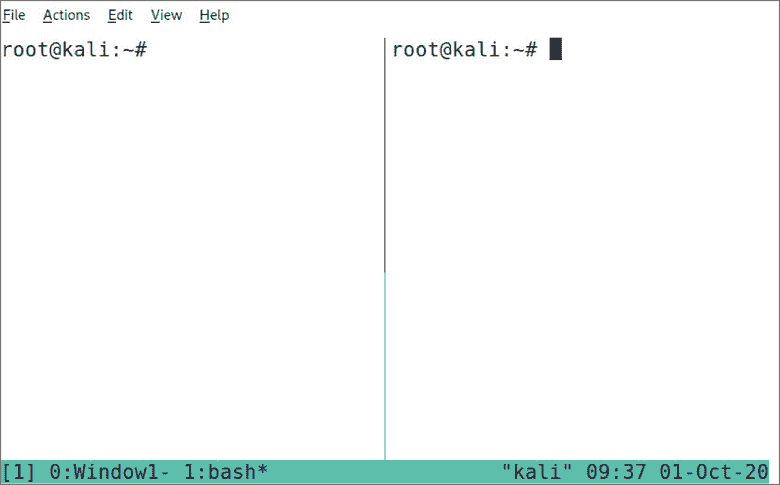 File Actions Edit View Help
root@kali:~# root@kali:~#
[1] 0:Window1- 1:bash* "kali" 09:37 01-Oct-20